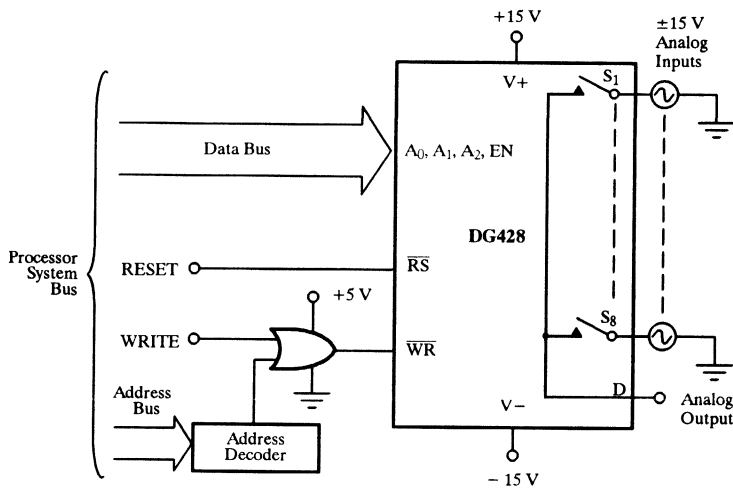 +15 V
±15 V
Analog
Inputs
V+
S1
Data Bus
A0, A1, A2, EN
DG428
Processor
System
Bus
RESET
RS
+5 V
WRITE
WR
S8
Address
Bus
Address
Decoder
V−
D
Analog
Output
− 15 V